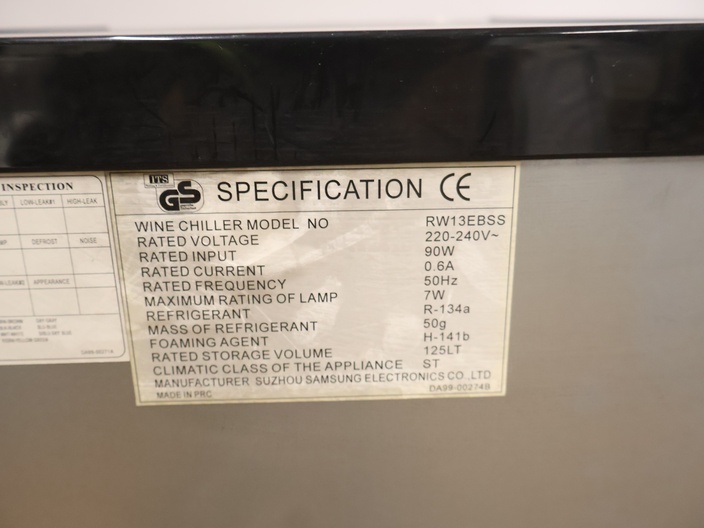 INSPECTION
LOW-LEAK#1 HIGH-LEAK
DEFROST NOISE
APPEARANCE
ITS
GS
SPECIFICATION CE
WINE CHILLER MODEL NO RW13EBSS
RATED VOLTAGE 220-240V~
RATED INPUT 90W
RATED CURRENT 0.6A
RATED FREQUENCY 50Hz
MAXIMUM RATING OF LAMP 7W
REFRIGERANT R-134a
MASS OF REFRIGERANT 50g
FOAMING AGENT H-141b
RATED STORAGE VOLUME 125LT
CLIMATIC CLASS OF THE APPLIANCE ST
MANUFACTURER SUZHOU SAMSUNG ELECTRONICS CO.,LTD
MADE IN PRC DA99-00274B